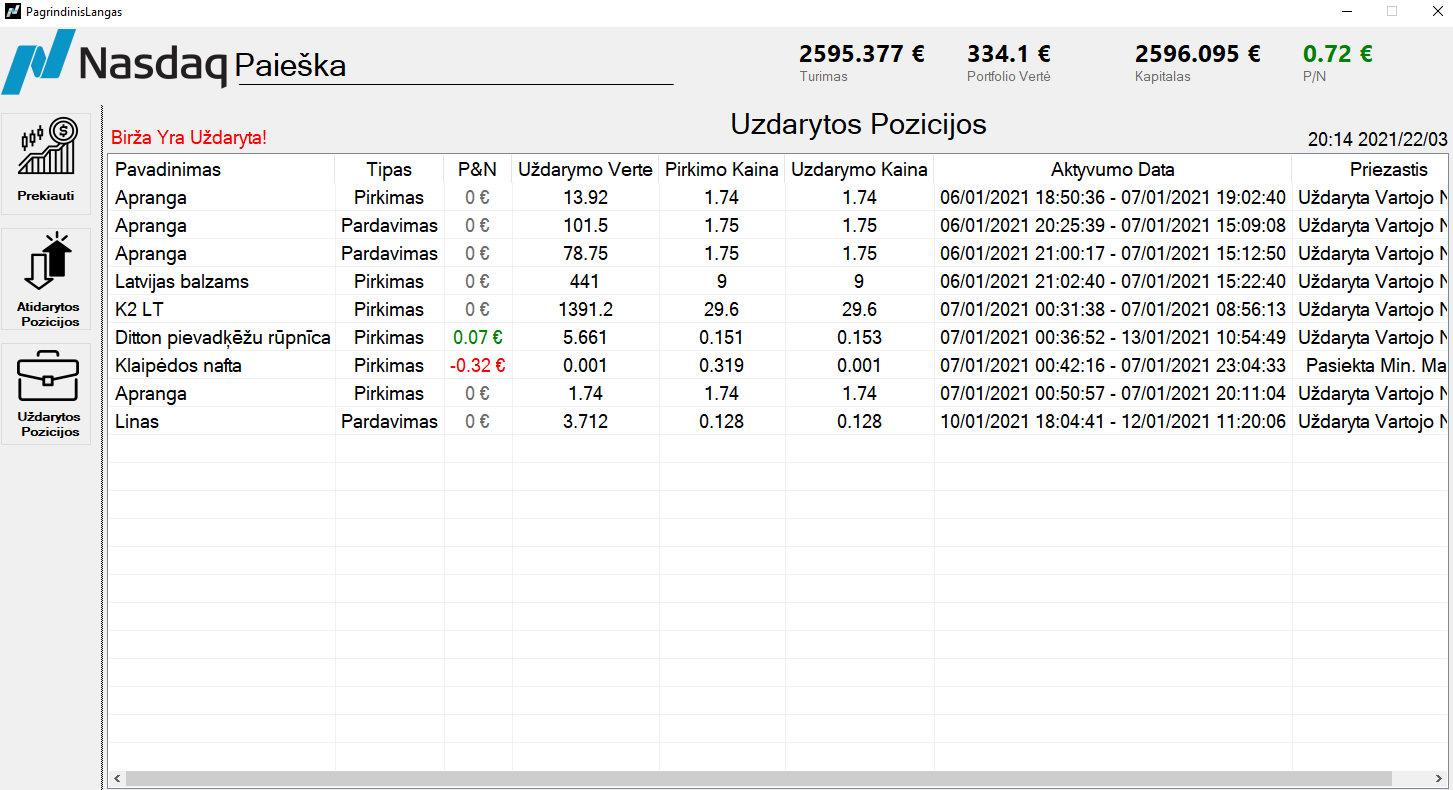 PagrindinisLangas
Nasdaq Paieška
2595.377 € 334.1 € 2596.095 € 0.72 €
Turimas Portfolio Vertė Kapitalas P/N
Prekiauti
Atidarytos
Pozicijos
Uždarytos
Pozicijos
Birža Yra Uždaryta! Uzdarytos Pozicijos 20:14 2021/22/03
Pavadinimas Tipas P&N Uždarymo Verte Pirkimo Kaina Uzdarymo Kaina Aktyvumo Data Priezastis
Apranga Pirkimas 0 € 13.92 1.74 1.74 06/01/2021 18:50:36 - 07/01/2021 19:02:40 Uždaryta Vartojo N
Apranga Pardavimas 0 € 101.5 1.75 1.75 06/01/2021 20:25:39 - 07/01/2021 15:09:08 Uždaryta Vartojo N
Apranga Pardavimas 0 € 78.75 1.75 1.75 06/01/2021 21:00:17 - 07/01/2021 15:12:50 Uždaryta Vartojo N
Latvijas balzams Pirkimas 0 € 441 9 9 06/01/2021 21:02:40 - 07/01/2021 15:22:40 Uždaryta Vartojo N
K2 LT Pirkimas 0 € 1391.2 29.6 29.6 07/01/2021 00:31:38 - 07/01/2021 08:56:13 Uždaryta Vartojo N
Ditton pievadķēžu rūpnīca Pirkimas 0.07 € 5.661 0.151 0.153 07/01/2021 00:36:52 - 13/01/2021 10:54:49 Uždaryta Vartojo N
Klaipėdos nafta Pirkimas -0.32 € 0.001 0.319 0.001 07/01/2021 00:42:16 - 07/01/2021 23:04:33 Pasiekta Min. Ma
Apranga Pirkimas 0 € 1.74 1.74 1.74 07/01/2021 00:50:57 - 07/01/2021 20:11:04 Uždaryta Vartojo N
Linas Pardavimas 0 € 3.712 0.128 0.128 10/01/2021 18:04:41 - 12/01/2021 11:20:06 Uždaryta Vartojo N